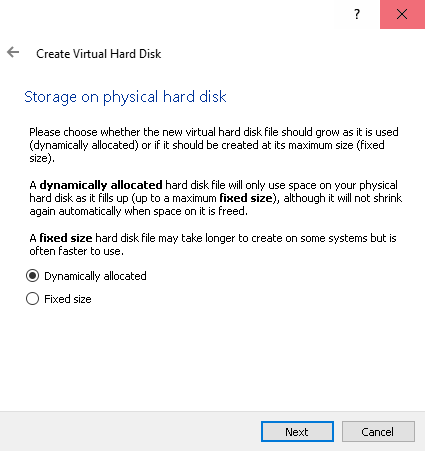 ?
Create Virtual Hard Disk
Storage on physical hard disk
Please choose whether the new virtual hard disk file should grow as it is used
(dynamically allocated) or if it should be created at its maximum size (fixed
size).
A dynamically allocated hard disk file will only use space on your physical
hard disk as it fills up (up to a maximum fixed size), although it will not shrink
again automatically when space on it is freed.
A fixed size hard disk file may take longer to create on some systems but is
often faster to use.
Dynamically allocated
Fixed size
Next Cancel